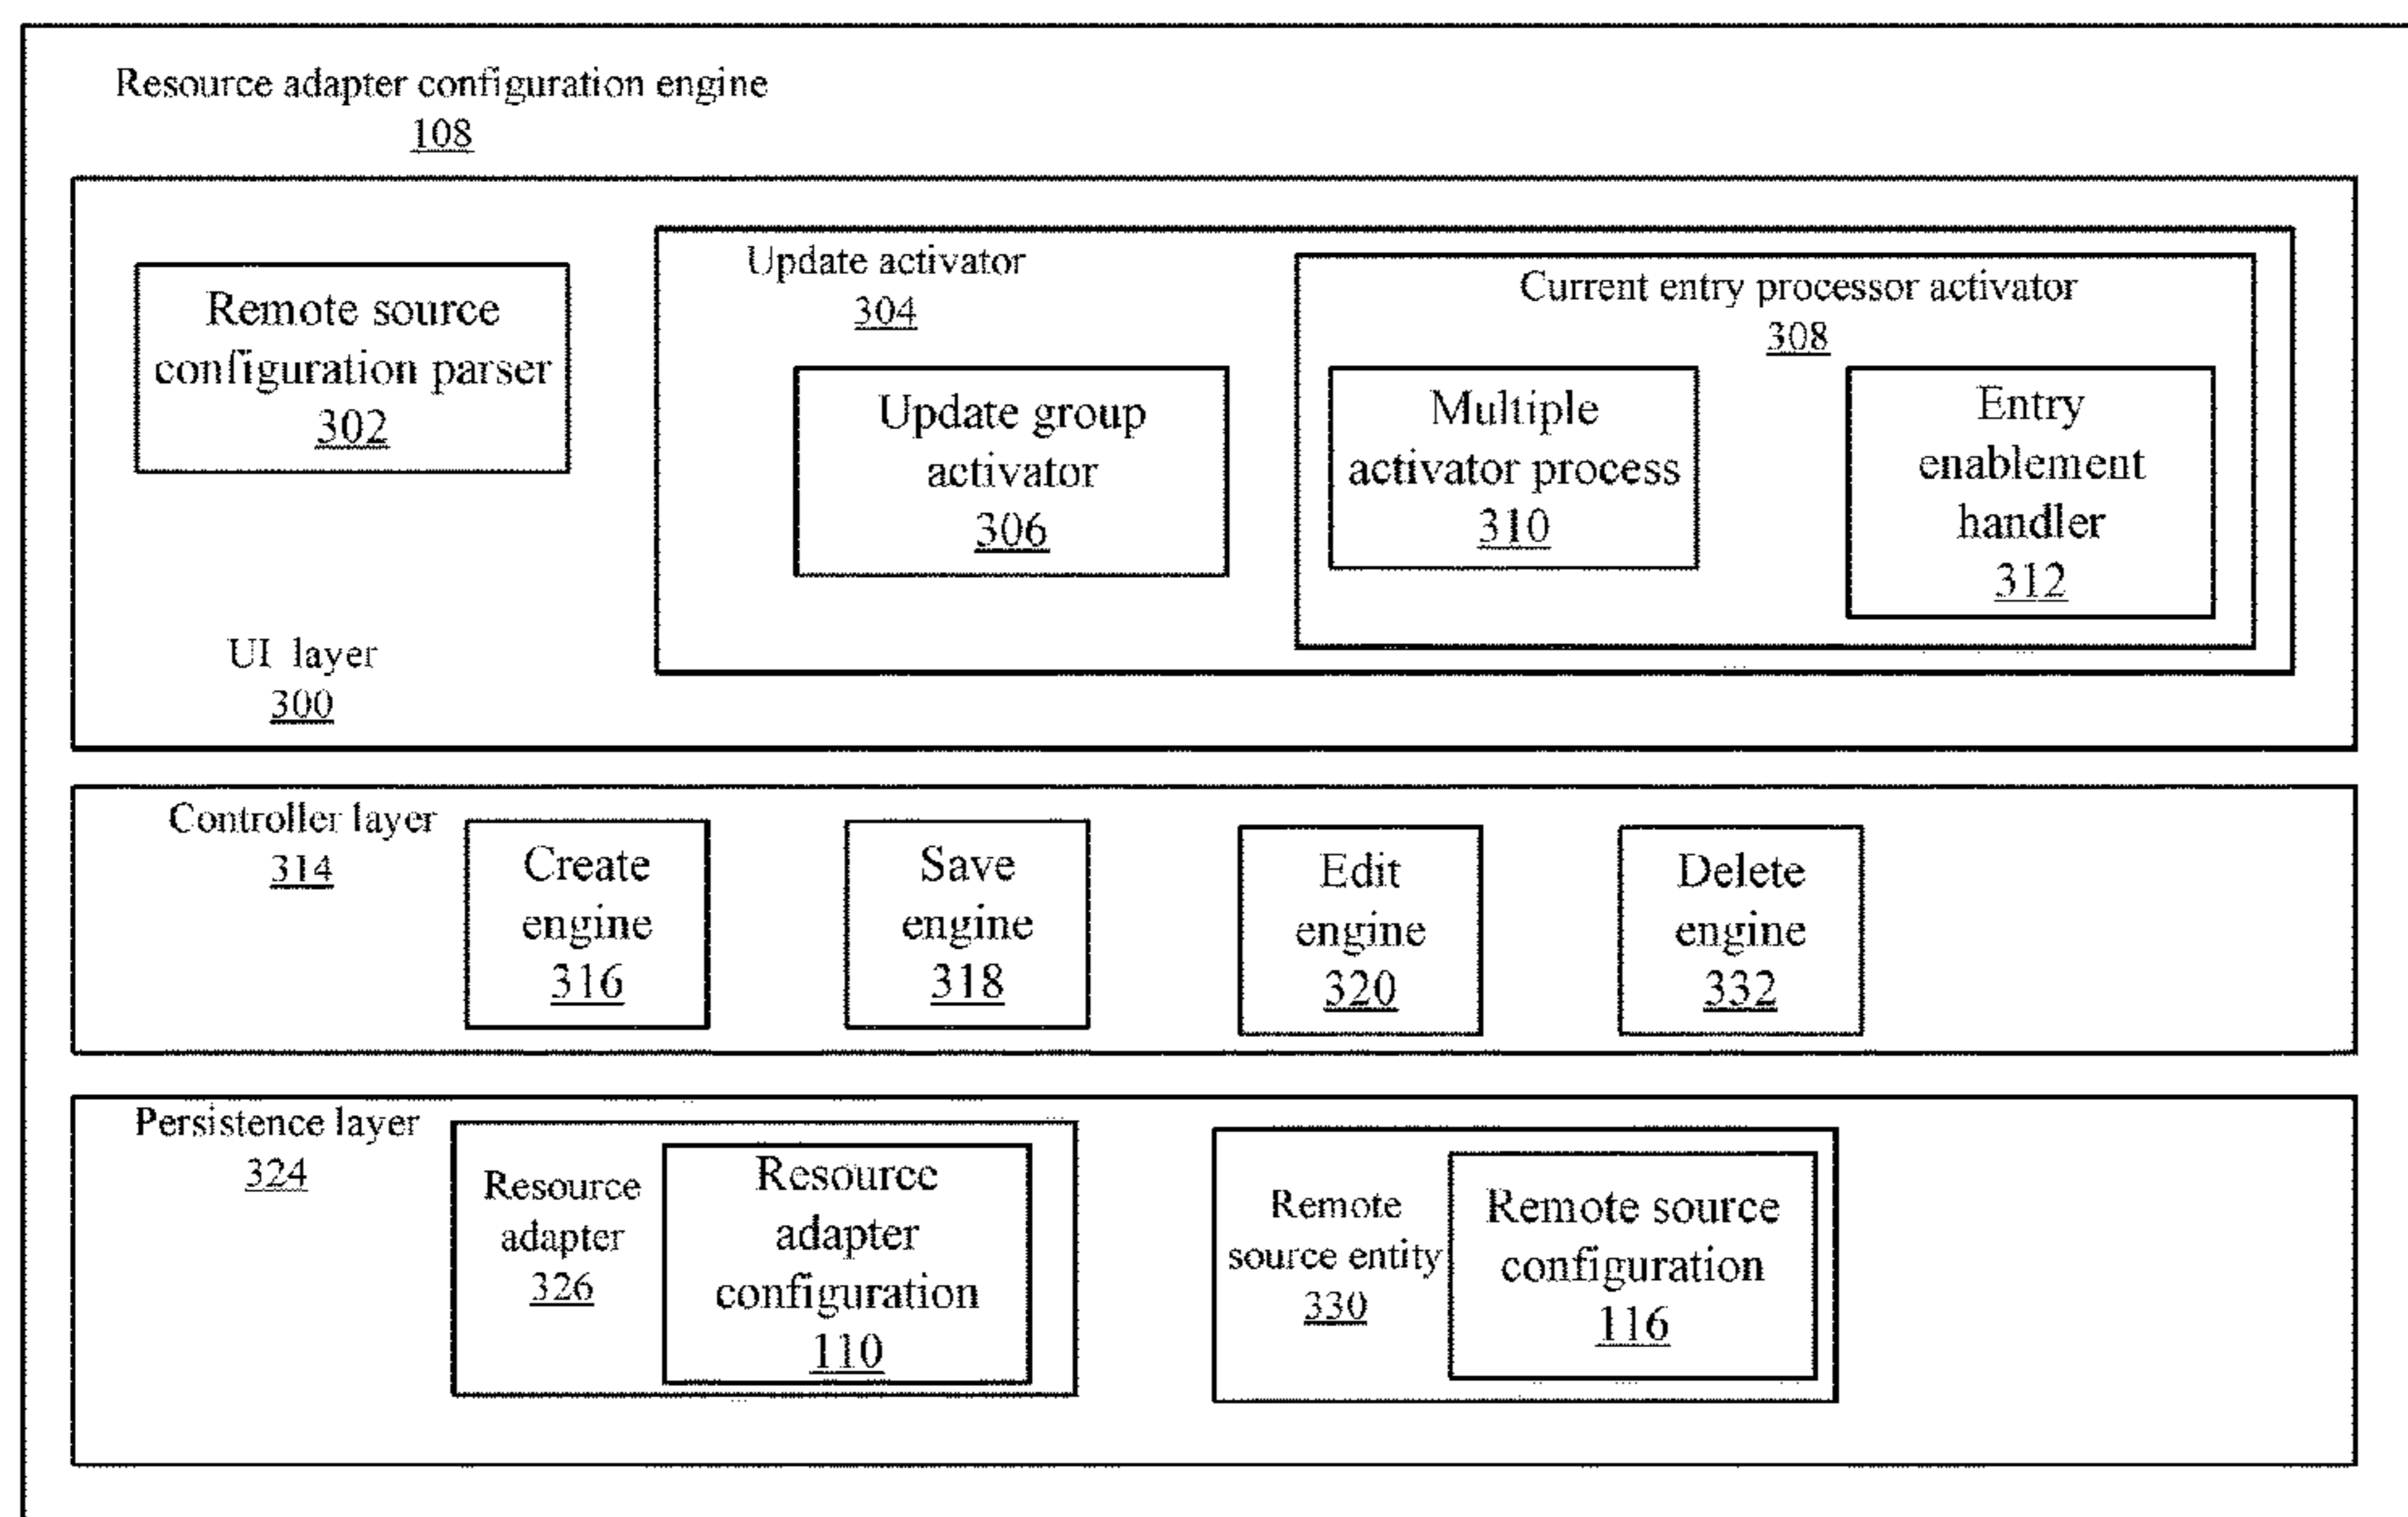 Resource adapter configuration engine
108
Remote source
configuration parser
302
UI layer
300
Update activator
304
Update group
activator
306
Current entry processor activator
308
Multiple
activator process
310
Entry
enablement
handler
312
Controller layer
314
Create
engine
316
Save
engine
318
Edit
engine
320
Delete
engine
332
Persistence layer
324
Resource
adapter
326
Resource
adapter
configuration
110
Remote
source entity
330
Remote source
configuration
116